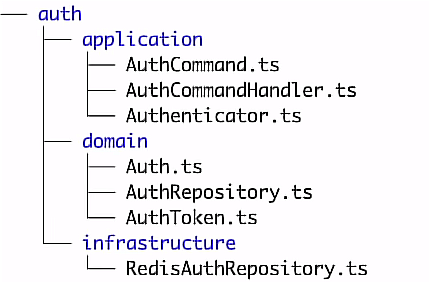 auth
application
AuthCommand.ts
AuthCommandHandler.ts
Authenticator.ts
domain
Auth.ts
AuthRepository.ts
AuthToken.ts
infrastructure
RedisAuthRepository.ts